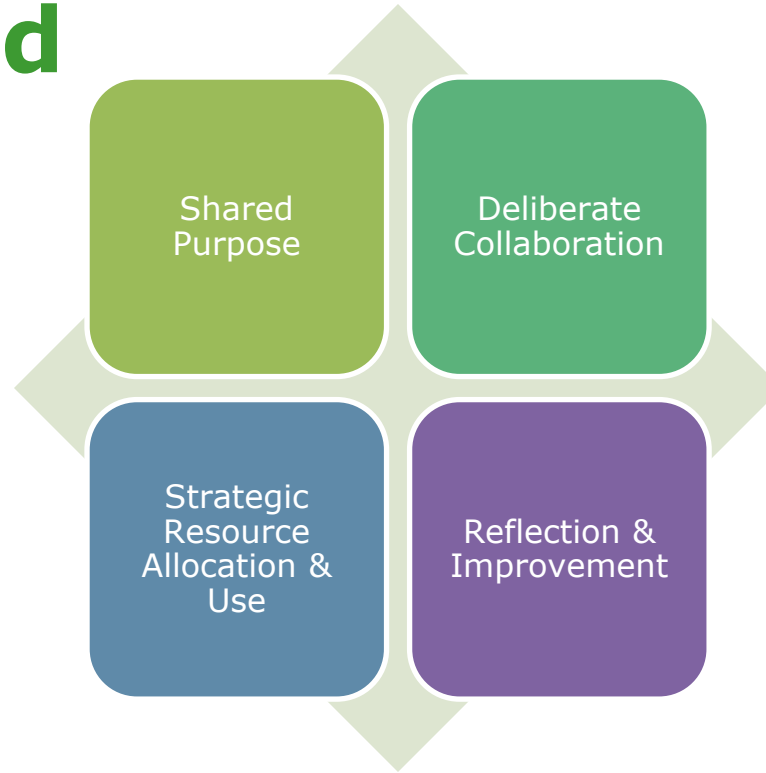 d
Shared
Purpose
Deliberate
Collaboration
Strategic
Resource
Allocation &
Use
Reflection &
Improvement